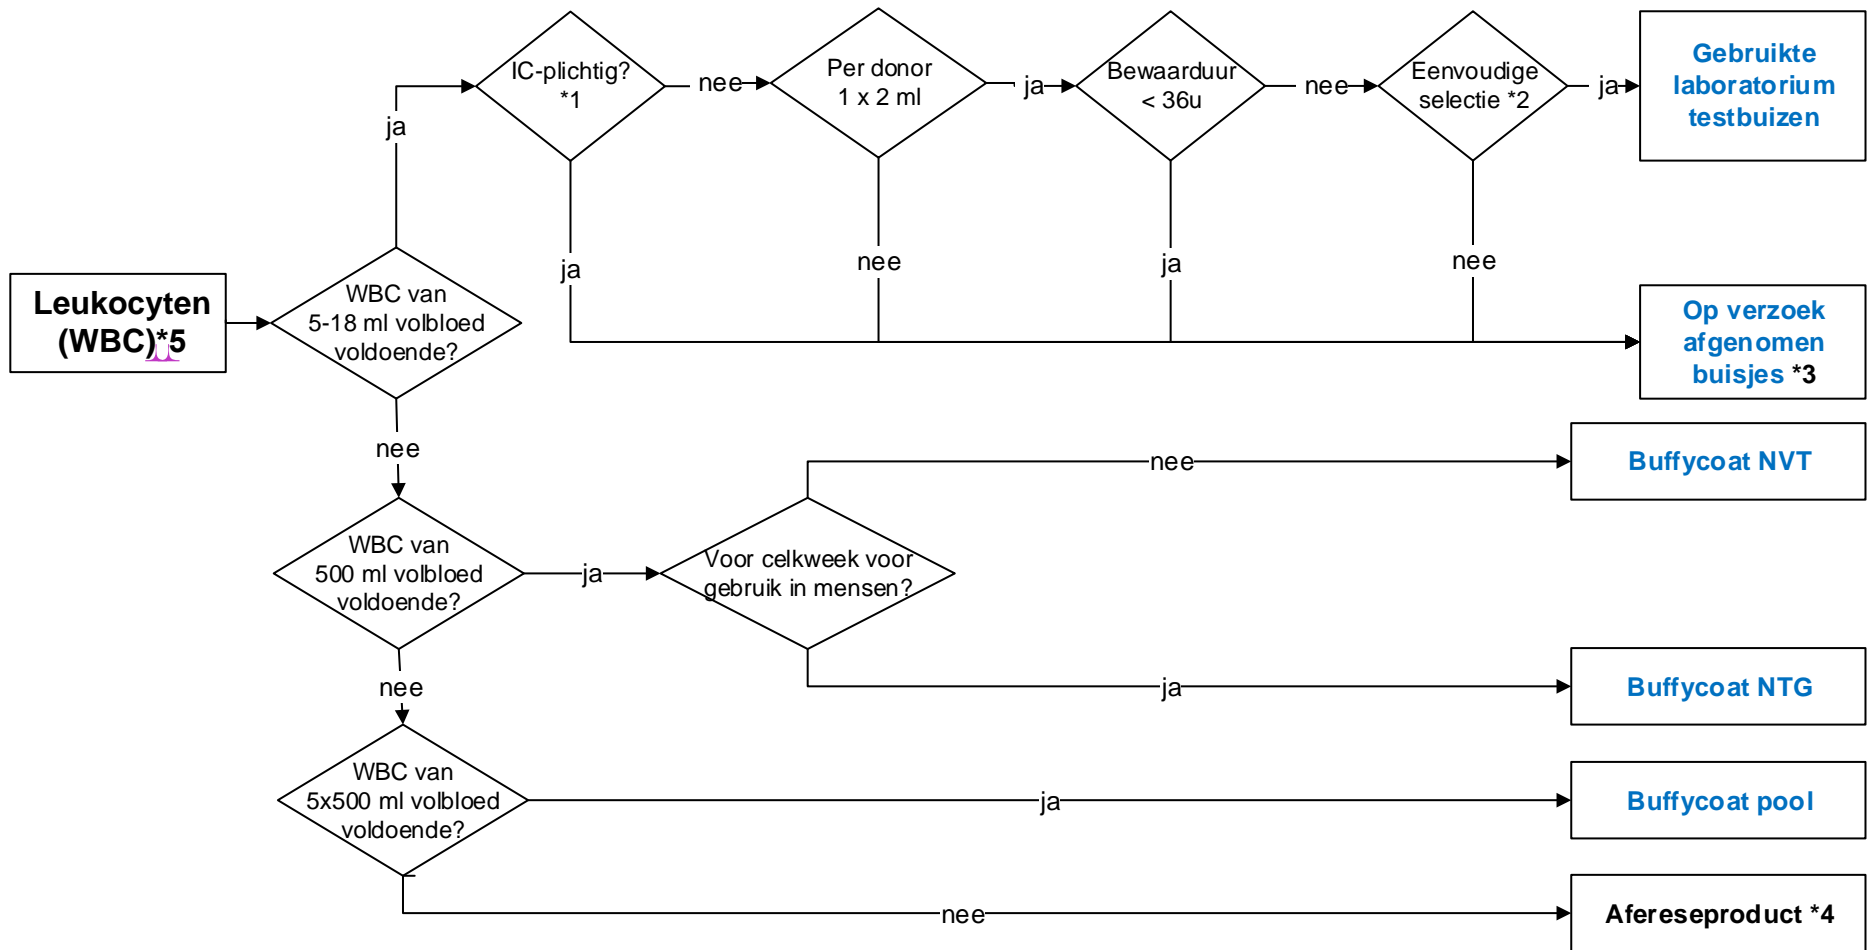 IC-plichtig?
*1
nee
Per donor
1 x 2 ml
ja
Bewaarduur
< 36u
nee
Eenvoudige
selectie *2
ja
Gebruikte
laboratorium
testbuizen
ja
ja
nee
ja
nee
Leukocyten
(WBC)*5
WBC van
5-18 ml volbloed
voldoende?
Op verzoek
afgenomen
buisjes *3
nee
nee
Buffycoat NVT
WBC van
500 ml volbloed
voldoende?
ja
Voor celkweek voor
gebruik in mensen?
nee
ja
Buffycoat NTG
WBC van
5x500 ml volbloed
voldoende?
ja
Buffycoat pool
nee
Afereseproduct *4